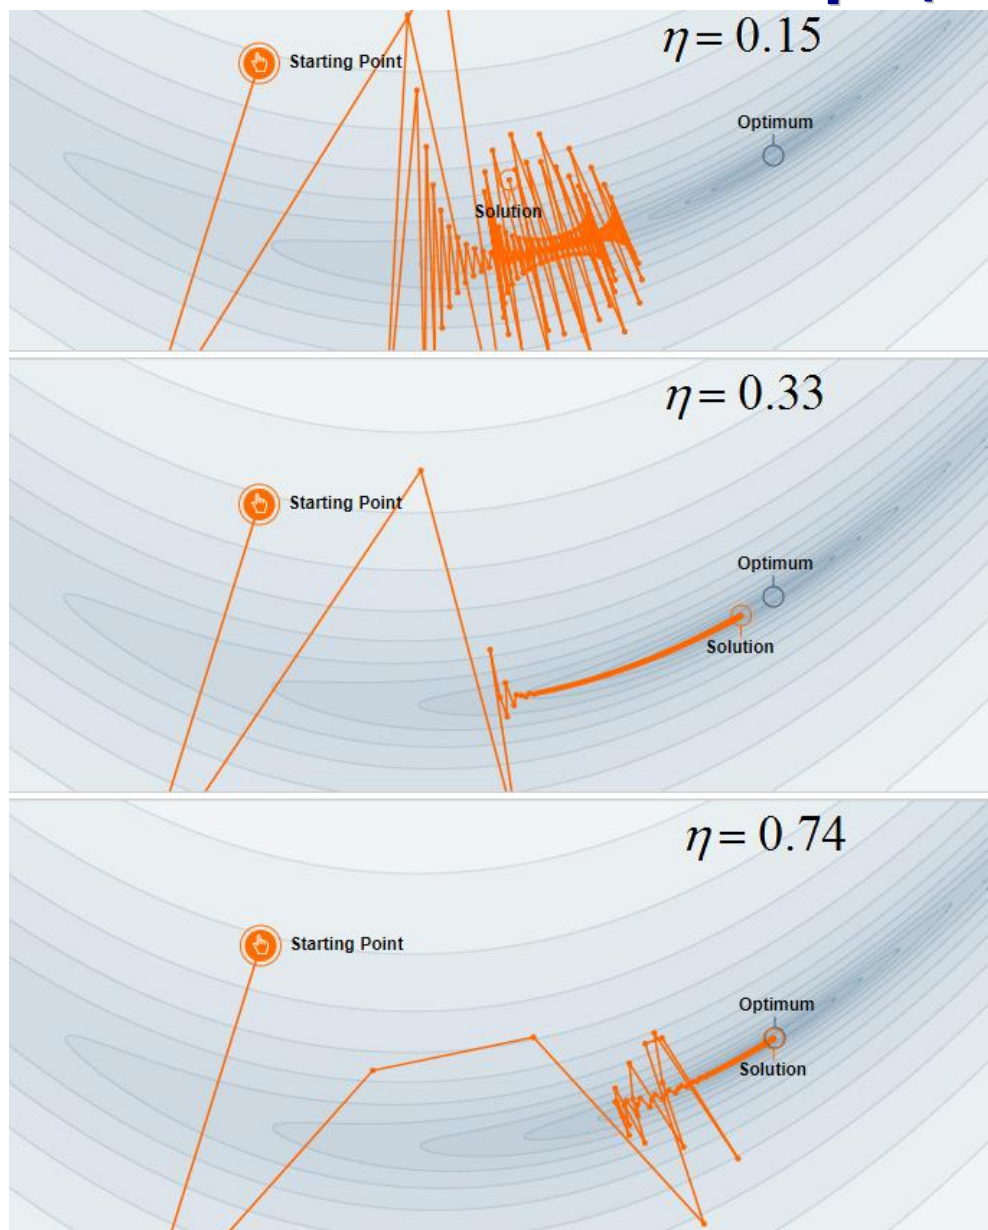 η = 0.15
Starting Point
Optimum
Solution
η = 0.33
Starting Point
Optimum
Solution
η = 0.74
Starting Point
Optimum
Solution